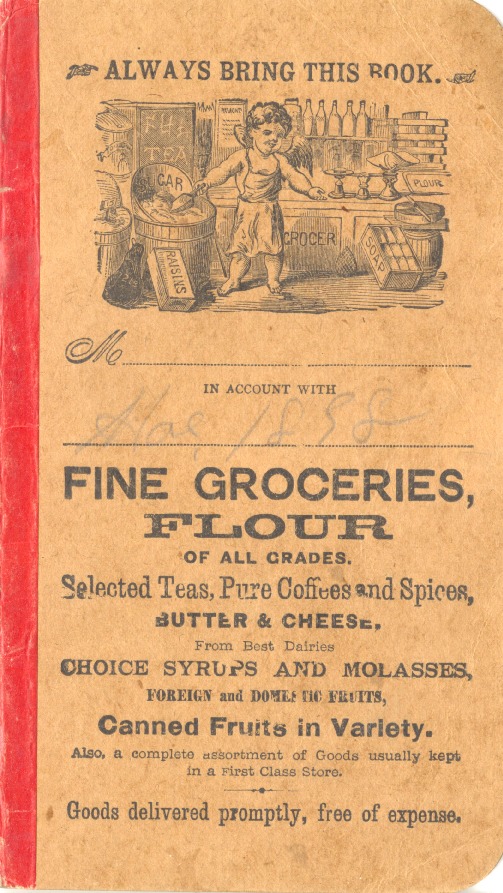 ALWAYS BRING THIS BOOK.
TEA
GAR
FLOUR
GROCER
SOAP
RAISINS
M
IN ACCOUNT WITH
1898
FINE GROCERIES,
FLOUR
OF ALL GRADES.
Selected Teas, Pure Coffees and Spices,
BUTTER & CHEESE,
From Best Dairies
CHOICE SYRUPS AND MOLASSES,
FOREIGN and DOMESTIC FRUITS,
Canned Fruits in Variety.
Also, a complete assortment of Goods usually kept
in a First Class Store.
Goods delivered promptly, free of expense.